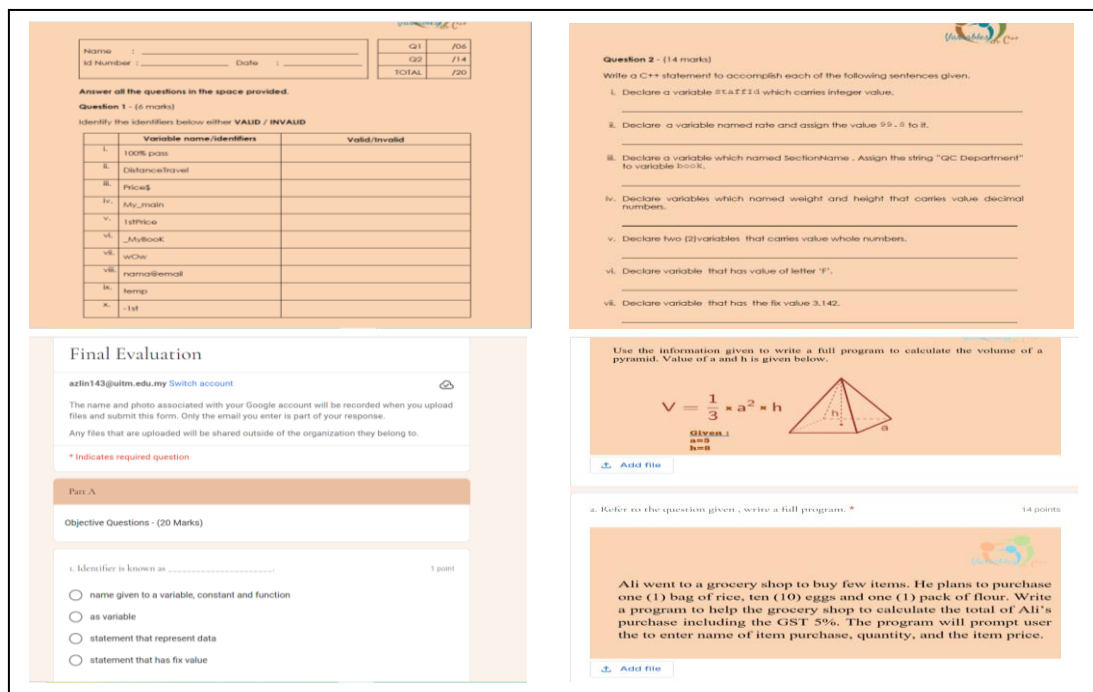 Variables in C++
Name :
Id Number : Date :
Q1 /06
Q2 /14
TOTAL /20
Answer all the questions in the space provided.
Question 1 - (6 marks)
Identify the identifiers below either VALID / INVALID
Variable name/identifiers Valid/Invalid
i. 100% pass
ii. DistanceTravel
iii. Price$
iv. My_main
v. 1stPrice
vi. _MyBooK
vii. wOw
viii. nama@email
ix. temp
x. -1st
Variables in C++
Question 2 - (14 marks)
Write a C++ statement to accomplish each of the following sentences given.
i. Declare a variable StaffId which carries integer value.
ii. Declare a variable named rate and assign the value 99.5 to it.
iii. Declare a variable which named SectionName . Assign the string "QC Department"
to variable book.
iv. Declare variables which named weight and height that carries value decimal
numbers.
v. Declare two (2)variables that carries value whole numbers.
vi. Declare variable that has value of letter 'F'.
vii. Declare variable that has the fix value 3.142.
Final Evaluation
azlin143@uitm.edu.my Switch account
The name and photo associated with your Google account will be recorded when you upload
files and submit this form. Only the email you enter is part of your response.
Any files that are uploaded will be shared outside of the organization they belong to.
* Indicates required question
Part A
Objective Questions - (20 Marks)
1. Identifier is known as ______________________. 1 point
name given to a variable, constant and function
as variable
statement that represent data
statement that has fix value
Use the information given to write a full program to calculate the volume of a
pyramid. Value of a and h is given below.
V = 1/3 * a² * h
h
a
Given :
a=5
h=8
Add file
2. Refer to the question given , write a full program. * 14 points
Variables in C++
Ali went to a grocery shop to buy few items. He plans to purchase
one (1) bag of rice, ten (10) eggs and one (1) pack of flour. Write
a program to help the grocery shop to calculate the total of Ali's
purchase including the GST 5%. The program will prompt user
the to enter name of item purchase, quantity, and the item price.
Add file